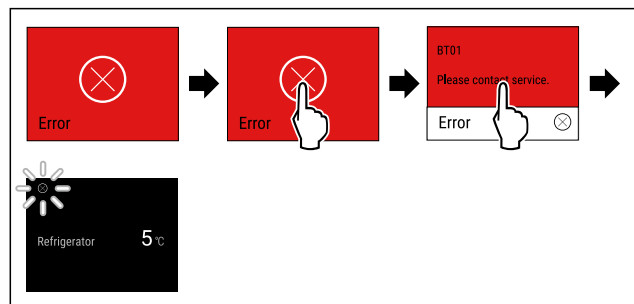 Error
Error
BT01
Please contact service.
Error
Refrigerator 5 °C